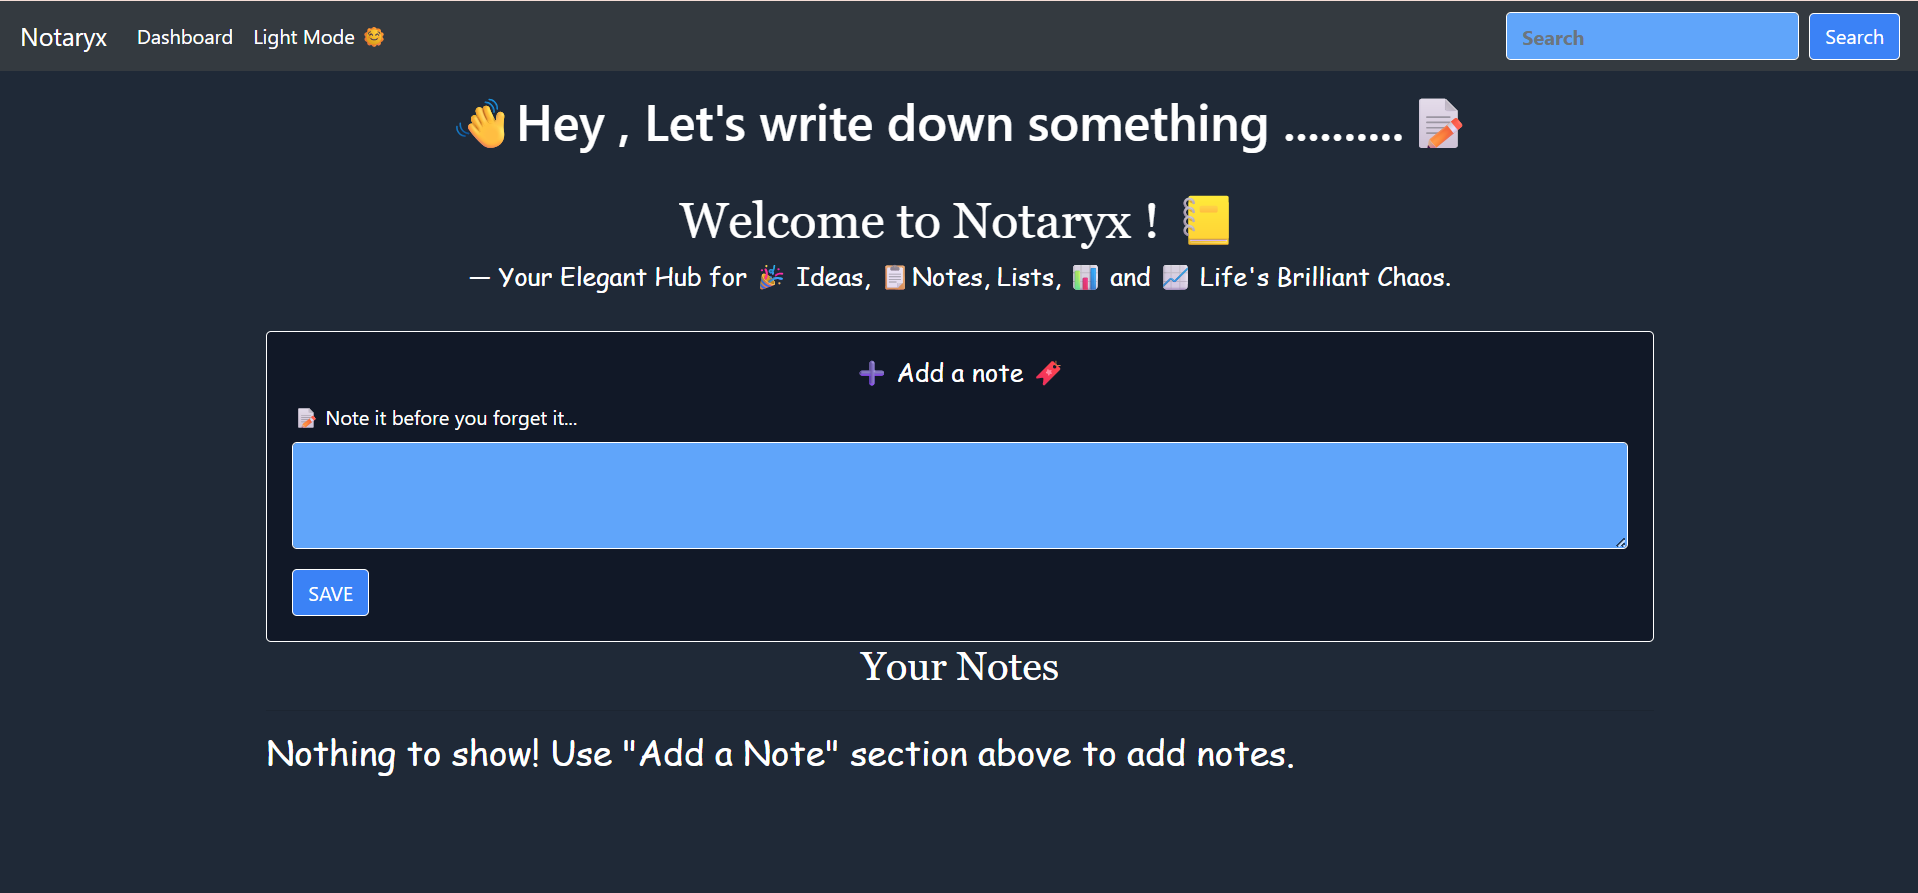 Notaryx Dashboard Light Mode 🌞 Search Search
👋Hey , Let's write down something .......... 📝
Welcome to Notaryx ! 📒
— Your Elegant Hub for 🎉 Ideas, 📋Notes, Lists, 📊 and 📈 Life's Brilliant Chaos.
➕ Add a note 🔖
📝 Note it before you forget it...
SAVE
Your Notes
Nothing to show! Use "Add a Note" section above to add notes.